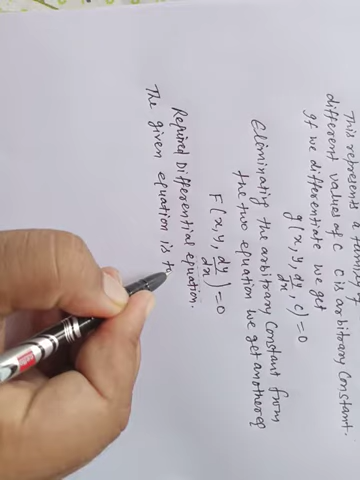 This represents a family of
different values of C C is arbitrary Constant.
If we differentiate we get
g(x, y, dy/dx, c) = 0
Eliminating the arbitrary Constant from
the two equation we get another eq
F(x, y, dy/dx) = 0
Required Differential equation.
The given equation is t